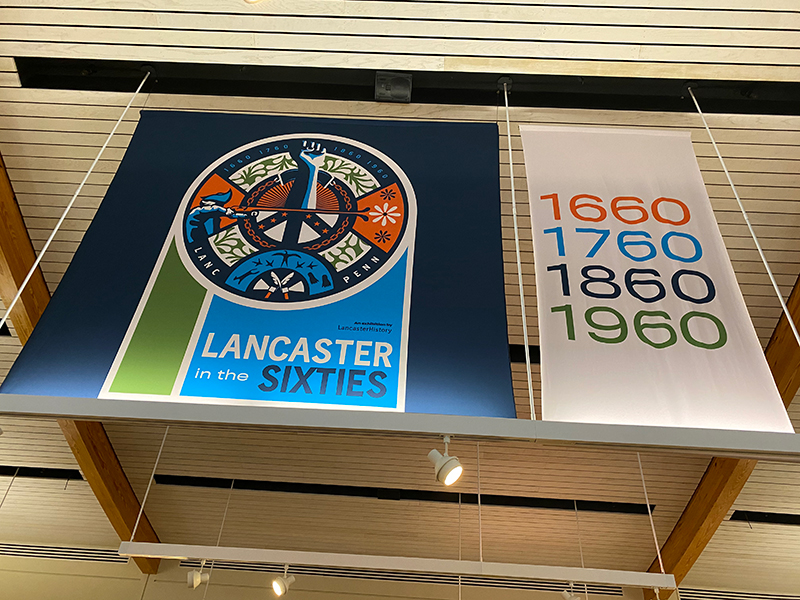 1660 1760 1860 1960
LANC PENN
An exhibition by
LancasterHistory
LANCASTER
in the SIXTIES
1660
1760
1860
1960